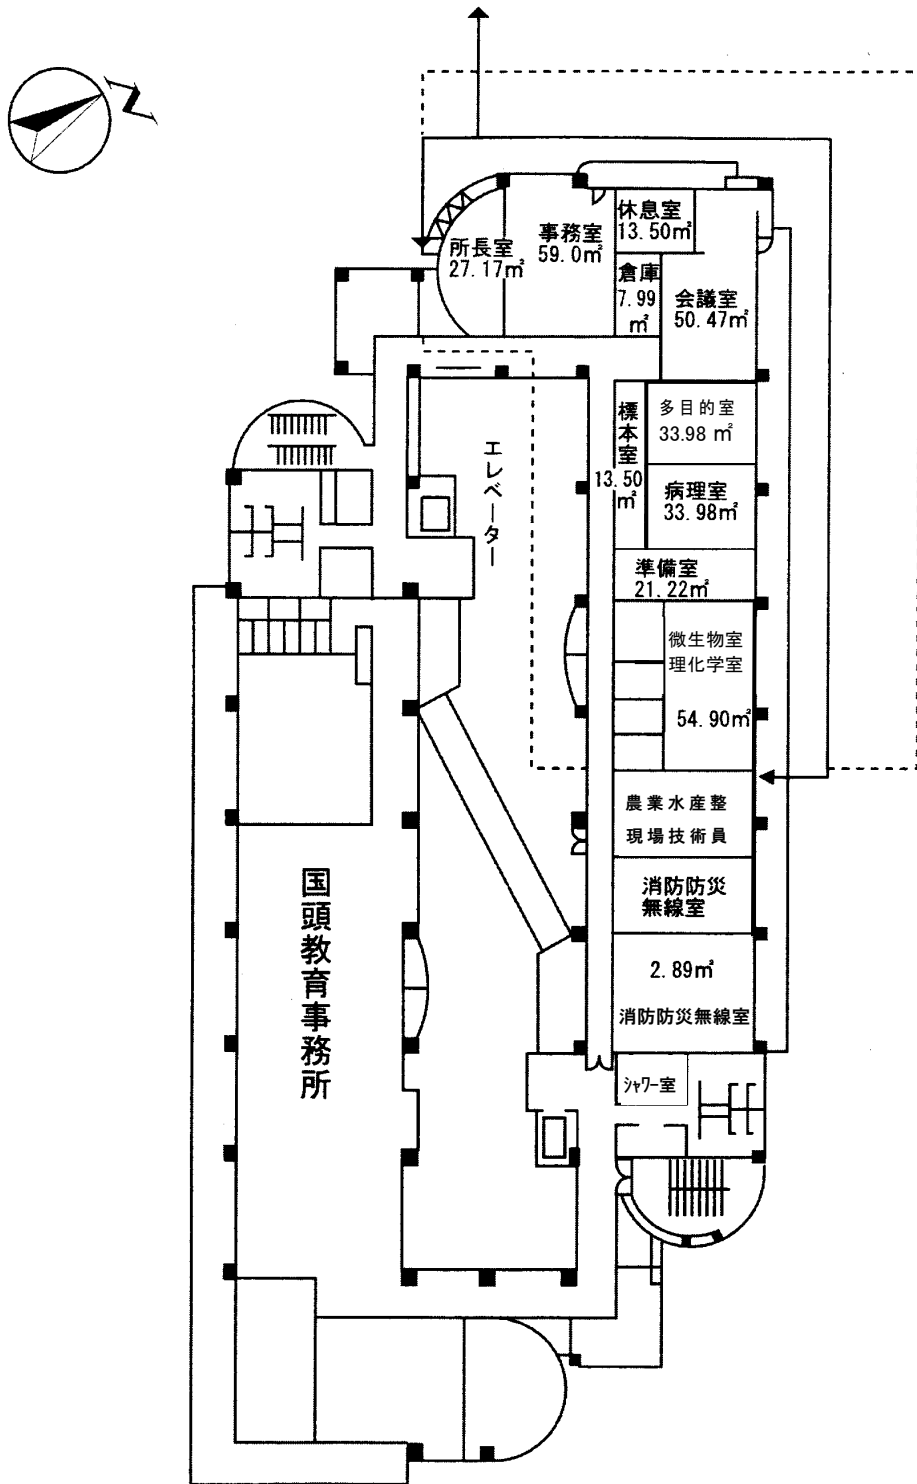 Z
休息室
13.50㎡
事務室
59.0㎡
所長室
27.17㎡
倉庫
7.99
㎡
会議室
50.47㎡
標本室
13.50
㎡
多目的室
33.98 ㎡
病理室
33.98㎡
エレベーター
準備室
21.22㎡
微生物室
理化学室
54.90㎡
農業水産整
現場技術員
消防防災
無線室
国頭教育事務所
2.89㎡
消防防災無線室
シャワー室